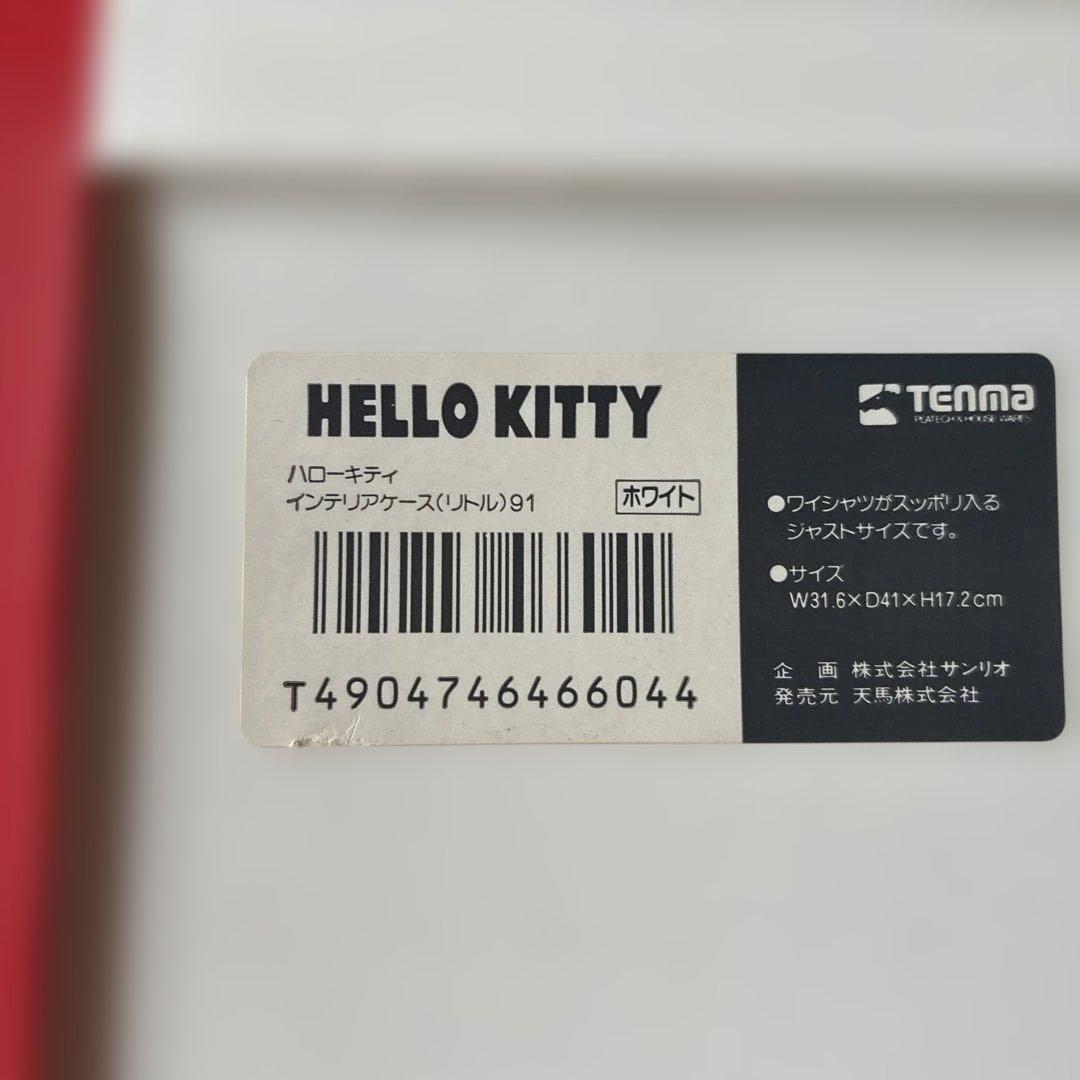 HELLO KITTY
ハローキティ
インテリアケース(リトル)91
ホワイト
T4904746466044
TENMA
PLATECH & HOUSE WARES
●ワイシャツがスッポリ入る
ジャストサイズです。
●サイズ
W31.6×D41×H17.2cm
企 画 株式会社サンリオ
発売元 天馬株式会社